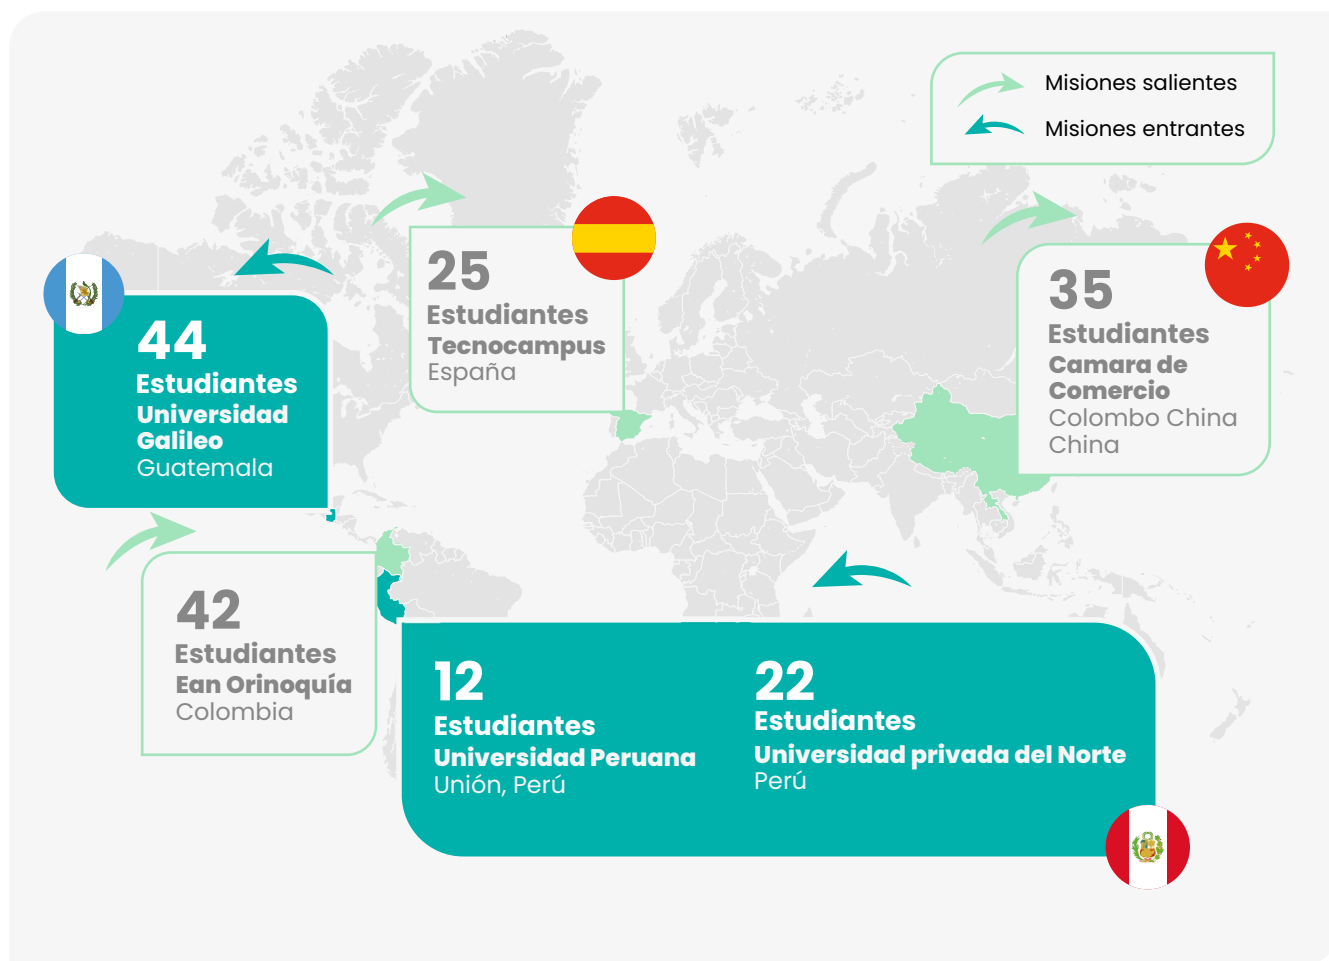 Misiones salientes
Misiones entrantes
25
Estudiantes
Tecnocampus
España
35
Estudiantes
Camara de
Comercio
Colombo China
China
44
Estudiantes
Universidad
Galileo
Guatemala
42
Estudiantes
Ean Orinoquía
Colombia
12
Estudiantes
Universidad Peruana
Unión, Perú
22
Estudiantes
Universidad privada del Norte
Perú